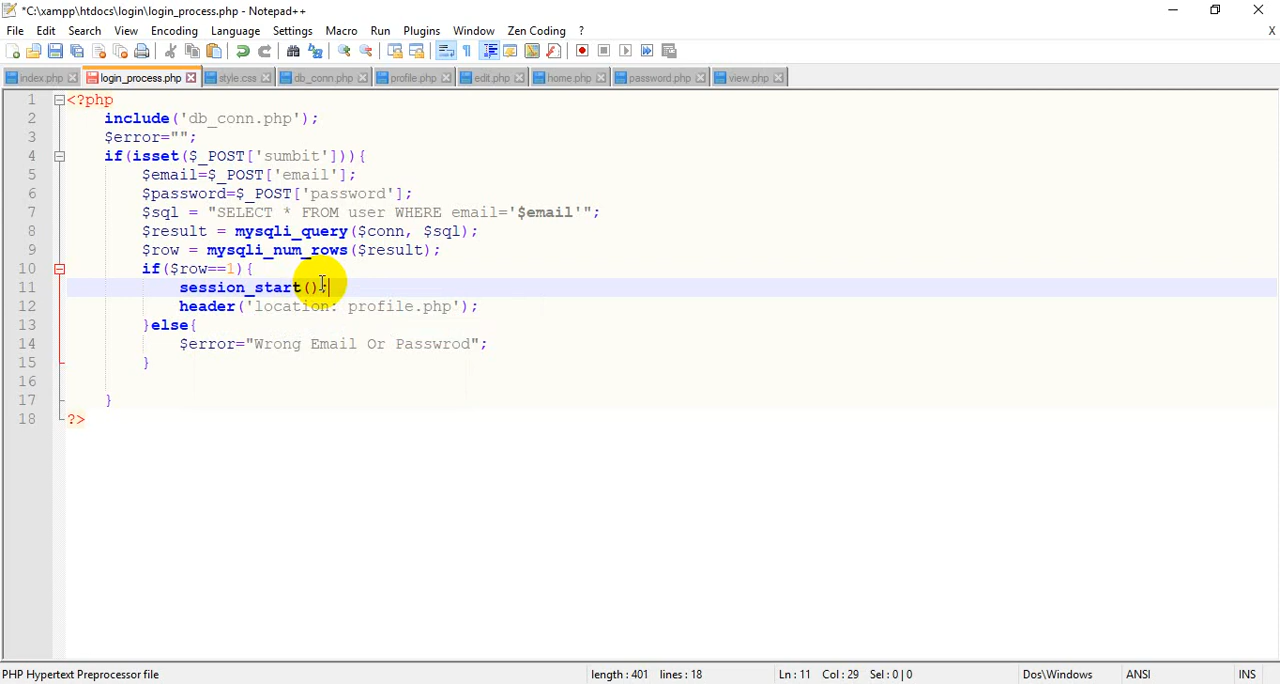 *C:\xampp\htdocs\login\login_process.php - Notepad++
File Edit Search View Encoding Language Settings Macro Run Plugins Window Zen Coding ? X
index.php login_process.php style.css db_conn.php profile.php edit.php home.php password.php view.php
1 <?php
2 include('db_conn.php');
3 $error="";
4 if(isset($_POST['sumbit'])){
5 $email=$_POST['email'];
6 $password=$_POST['password'];
7 $sql = "SELECT * FROM user WHERE email='$email'";
8 $result = mysqli_query($conn, $sql);
9 $row = mysqli_num_rows($result);
10 if($row==1){
11 session_start();
12 header('location: profile.php');
13 }else{
14 $error="Wrong Email Or Passwrod";
15 }
16
17 }
18 ?>
PHP Hypertext Preprocessor file length : 401 lines : 18 Ln : 11 Col : 29 Sel : 0 | 0 Dos\Windows ANSI INS